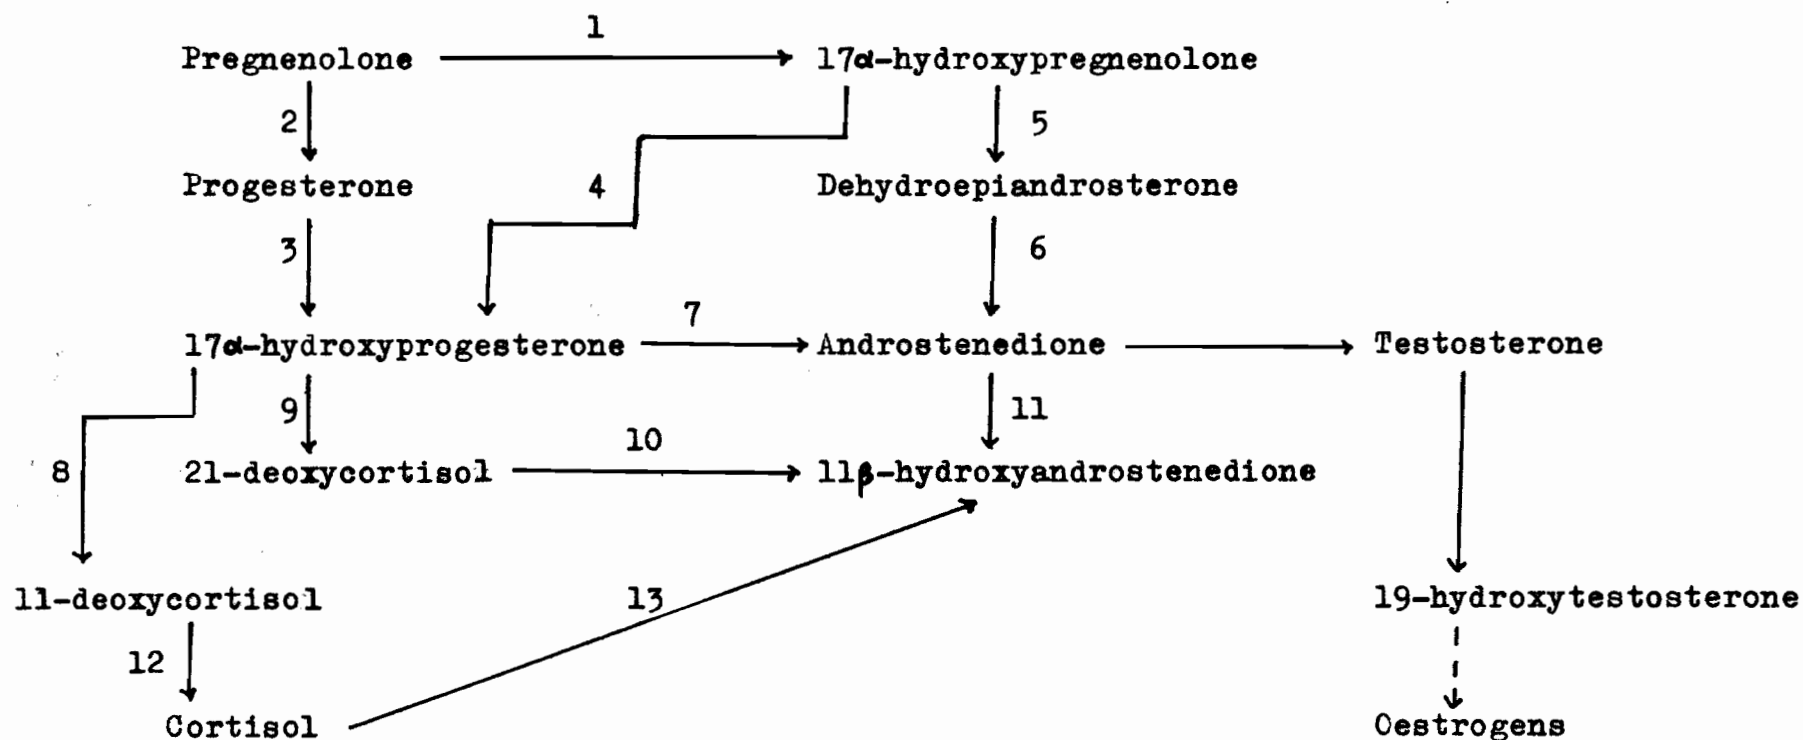 1
Pregnenolone 17α-hydroxypregnenolone
2 5
Progesterone 4 Dehydroepiandrosterone
3 6
7
17α-hydroxyprogesterone Androstenedione Testosterone
9 11
10
8 21-deoxycortisol 11β-hydroxyandrostenedione
11-deoxycortisol 13 19-hydroxytestosterone
12
Cortisol Oestrogens